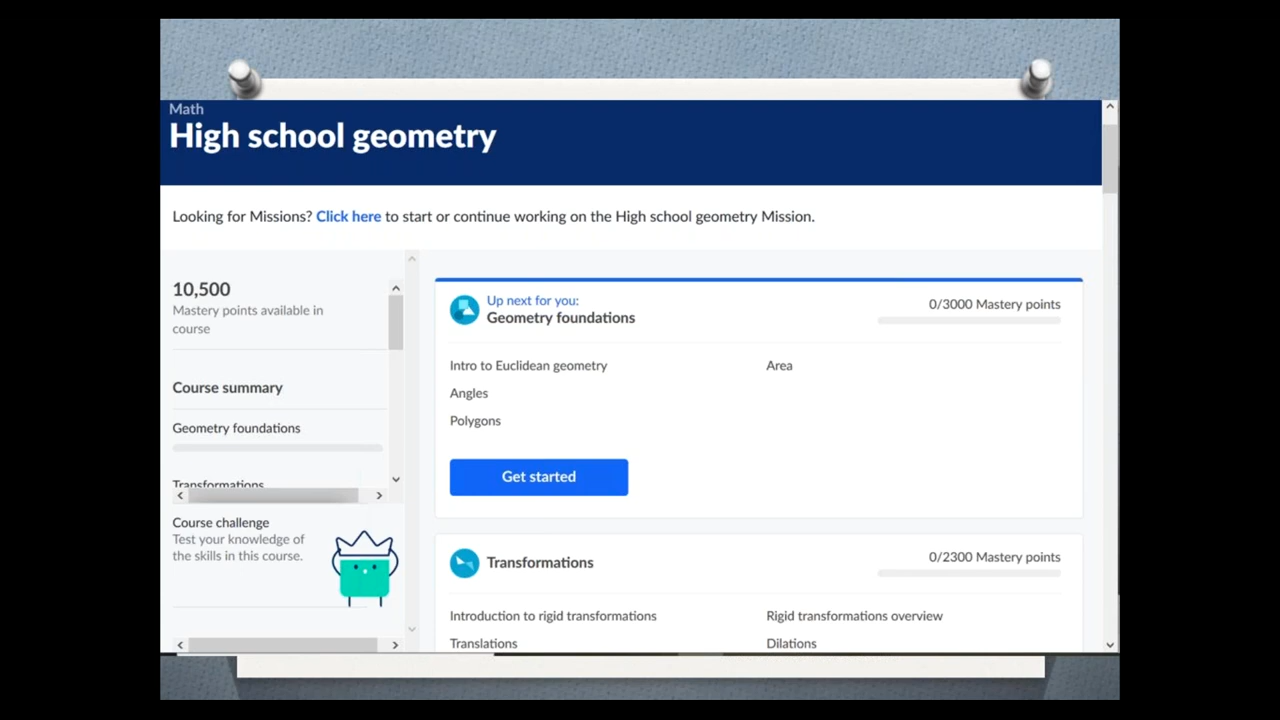 Math
High school geometry
Looking for Missions? Click here to start or continue working on the High school geometry Mission.
10,500
Mastery points available in
course
Course summary
Geometry foundations
Transformations
Course challenge
Test your knowledge of
the skills in this course.
Up next for you:
Geometry foundations
0/3000 Mastery points
Intro to Euclidean geometry
Area
Angles
Polygons
Get started
Transformations
0/2300 Mastery points
Introduction to rigid transformations
Rigid transformations overview
Translations
Dilations